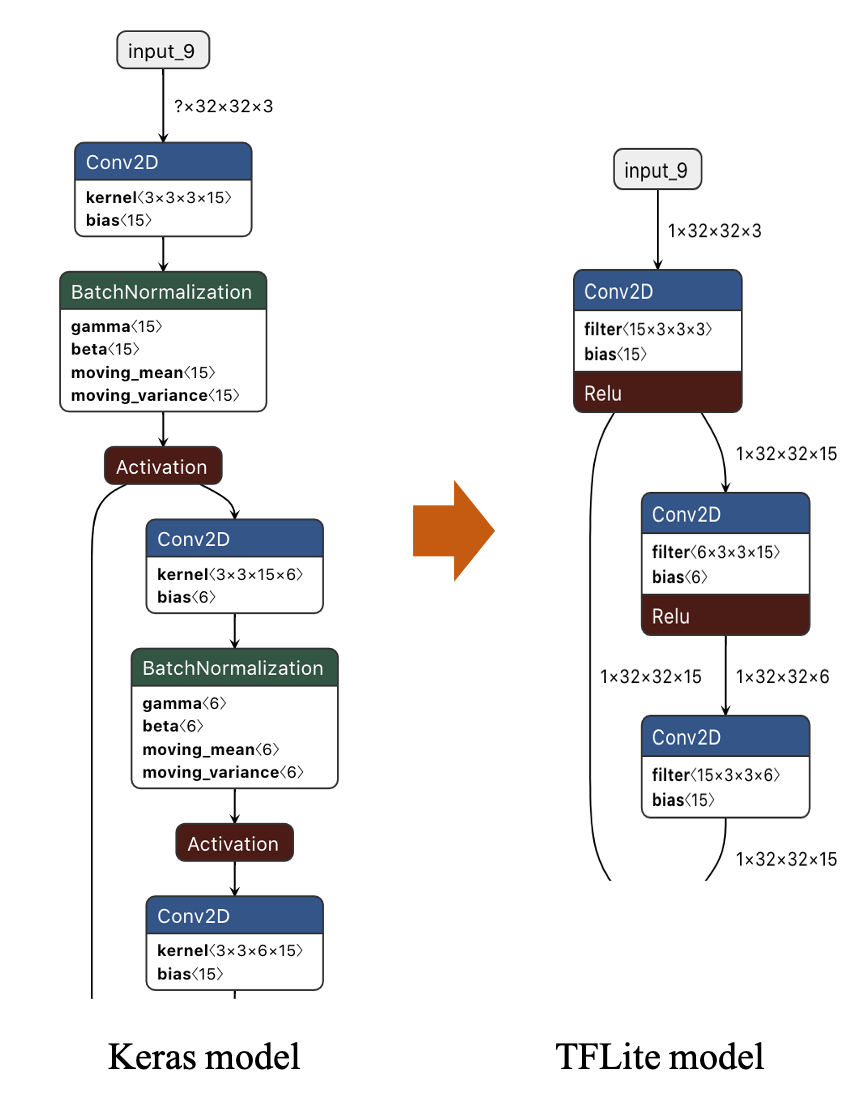 input_9
?×32×32×3
Conv2D
kernel〈3×3×3×15〉
bias〈15〉
BatchNormalization
gamma〈15〉
beta〈15〉
moving_mean〈15〉
moving_variance〈15〉
Activation
Conv2D
kernel〈3×3×15×6〉
bias〈6〉
BatchNormalization
gamma〈6〉
beta〈6〉
moving_mean〈6〉
moving_variance〈6〉
Activation
Conv2D
kernel〈3×3×6×15〉
bias〈15〉
Keras model
input_9
1×32×32×3
Conv2D
filter〈15×3×3×3〉
bias〈15〉
Relu
1×32×32×15
Conv2D
filter〈6×3×3×15〉
bias〈6〉
Relu
1×32×32×15
1×32×32×6
Conv2D
filter〈15×3×3×6〉
bias〈15〉
1×32×32×15
TFLite model